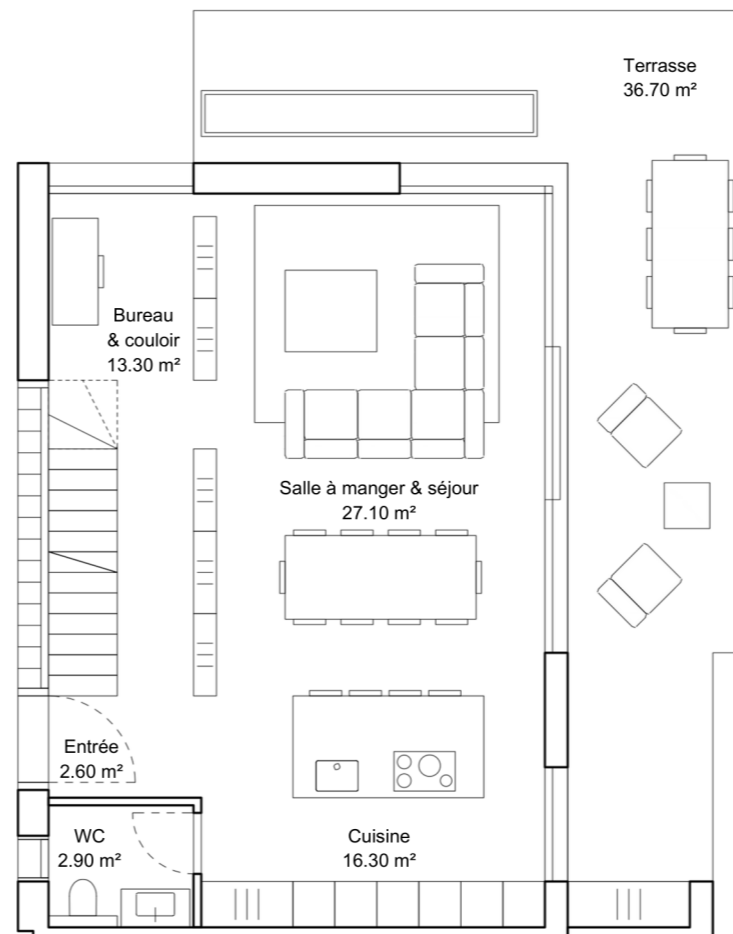 Terrasse
36.70 m²
Bureau
& couloir
13.30 m²
Salle à manger & séjour
27.10 m²
Entrée
2.60 m²
WC
2.90 m²
Cuisine
16.30 m²